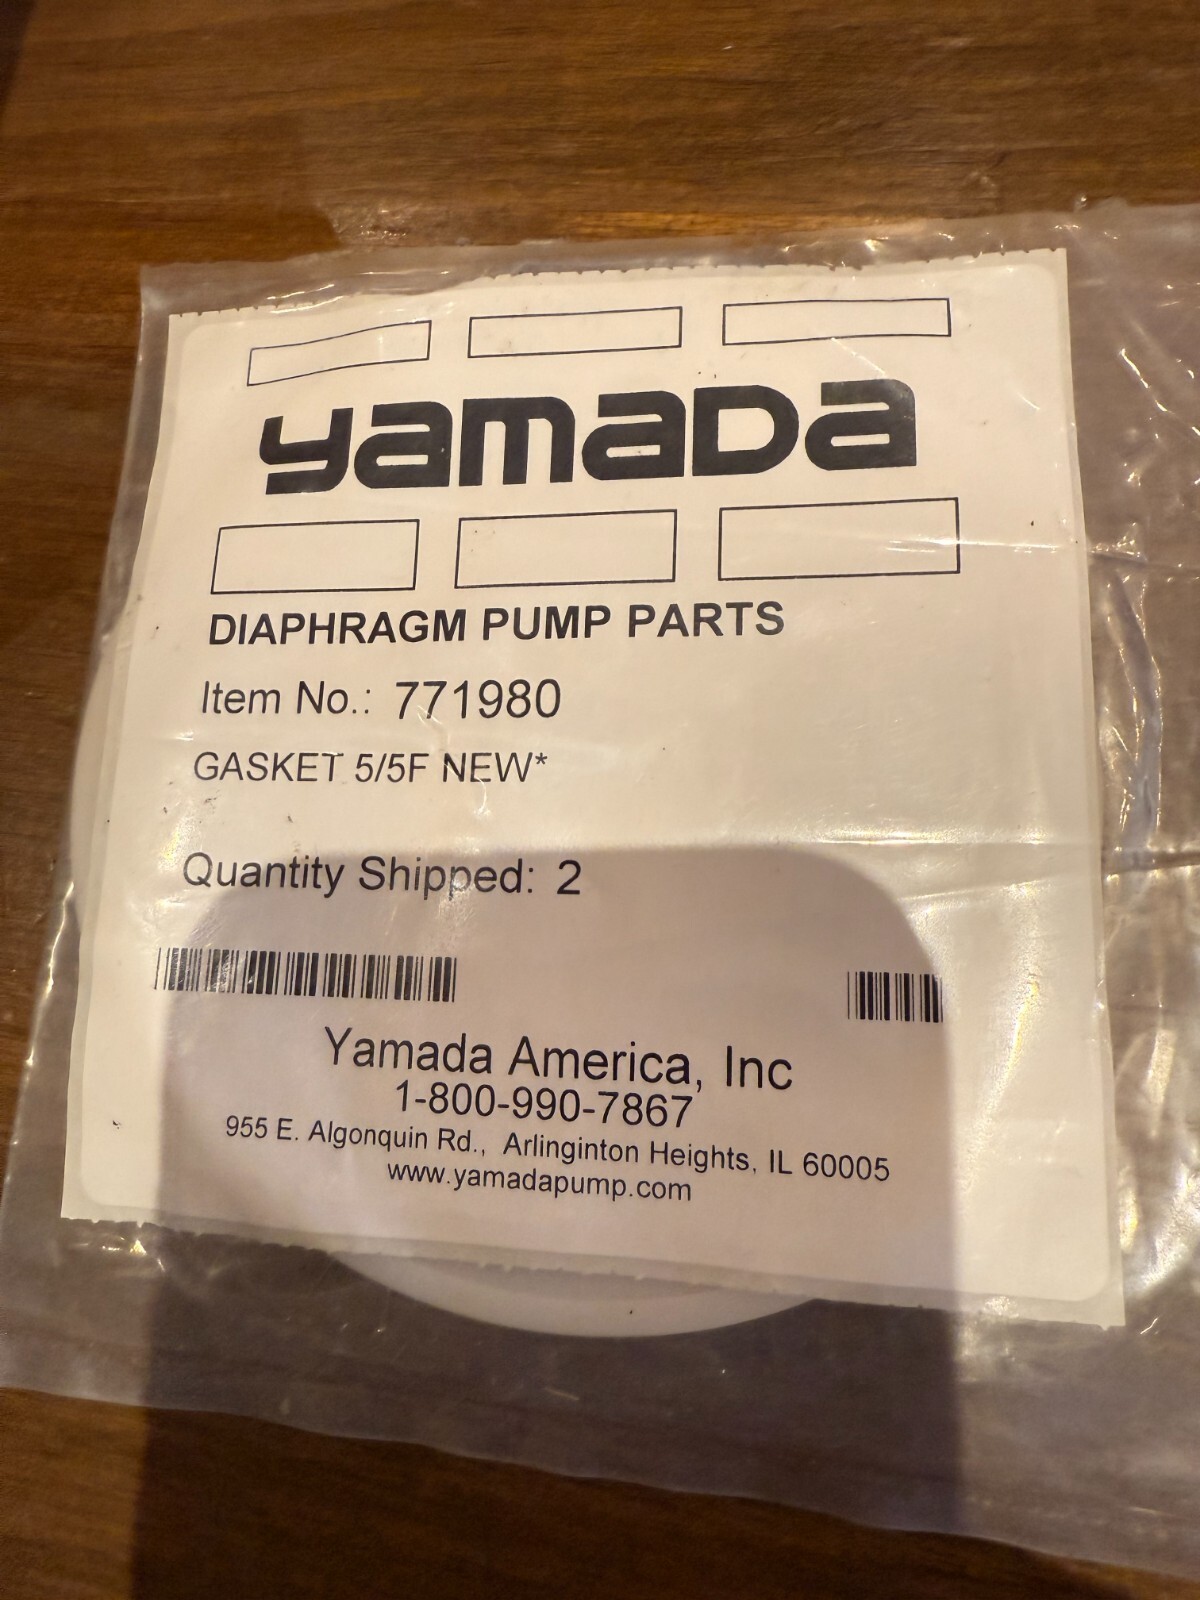 yamada
DIAPHRAGM PUMP PARTS
Item No.: 771980
GASKET 5/5F NEW*
Quantity Shipped: 2
Yamada America, Inc
1-800-990-7867
955 E. Algonquin Rd., Arlinginton Heights, IL 60005
www.yamadapump.com